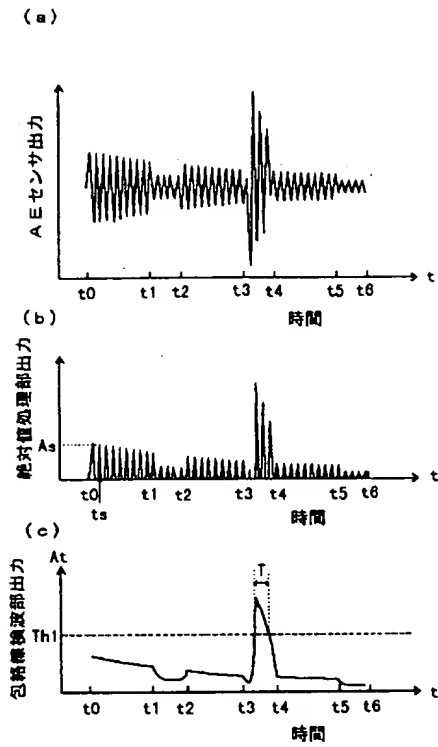 (a)
AEセンサ出力
t0 t1 t2 t3 t4 t5 t6 t
時間
(b)
絶対値処理部出力
As
t0 t1 t2 t3 t4 t5 t6 t
ts
時間
(c)
At
包絡線検波部出力
T
Th1
t0 t1 t2 t3 t4 t5 t6 t
時間